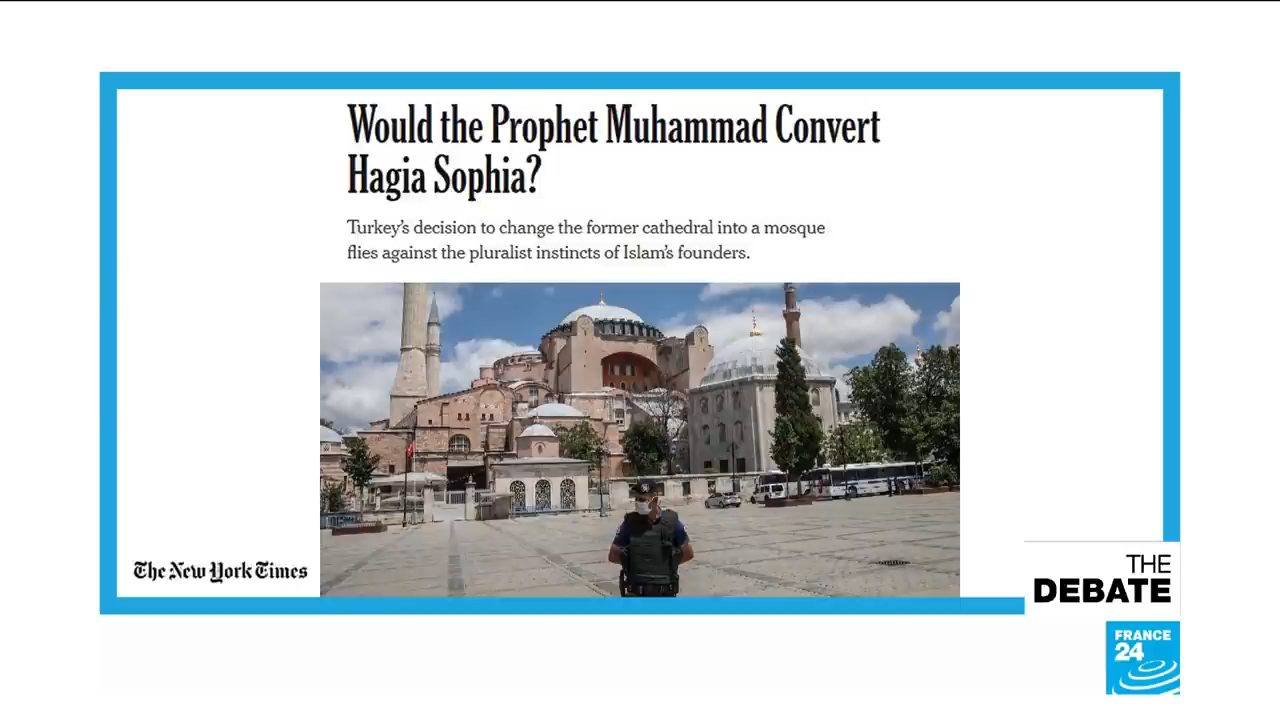 Would the Prophet Muhammad Convert
Hagia Sophia?
Turkey's decision to change the former cathedral into a mosque
flies against the pluralist instincts of Islam's founders.
The New York Times
THE
DEBATE
FRANCE
24